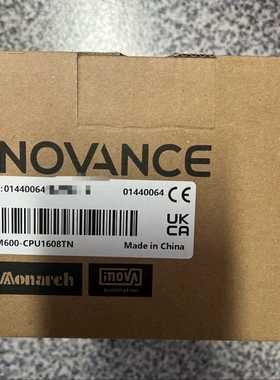 NOVANCE
:01440064 01440064 CE
UK
CA
M600-CPU1608TN Made in China
Monarch inova
automation